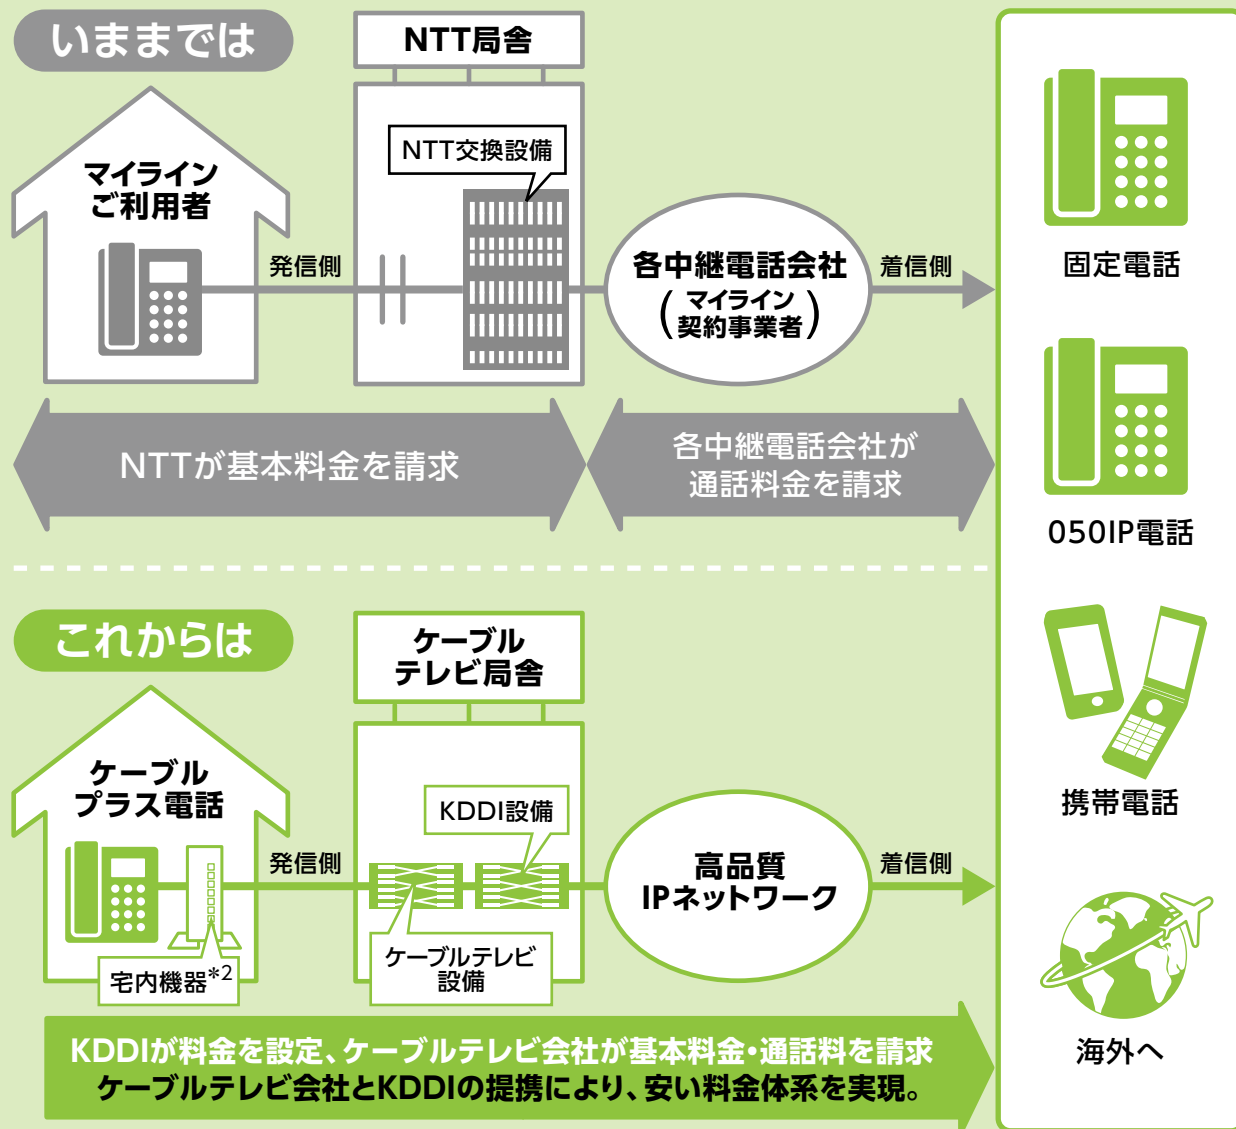 いままでは
NTT局舎
NTT交換設備
マイライン
ご利用者
発信側
各中継電話会社
(マイライン
契約事業者)
着信側
NTTが基本料金を請求
各中継電話会社が
通話料金を請求
固定電話
050IP電話
携帯電話
海外へ
これからは
ケーブル
テレビ局舎
ケーブル
プラス電話
KDDI設備
発信側
高品質
IPネットワーク
着信側
ケーブルテレビ
設備
宅内機器*2
KDDIが料金を設定、ケーブルテレビ会社が基本料金・通話料を請求
ケーブルテレビ会社とKDDIの提携により、安い料金体系を実現。